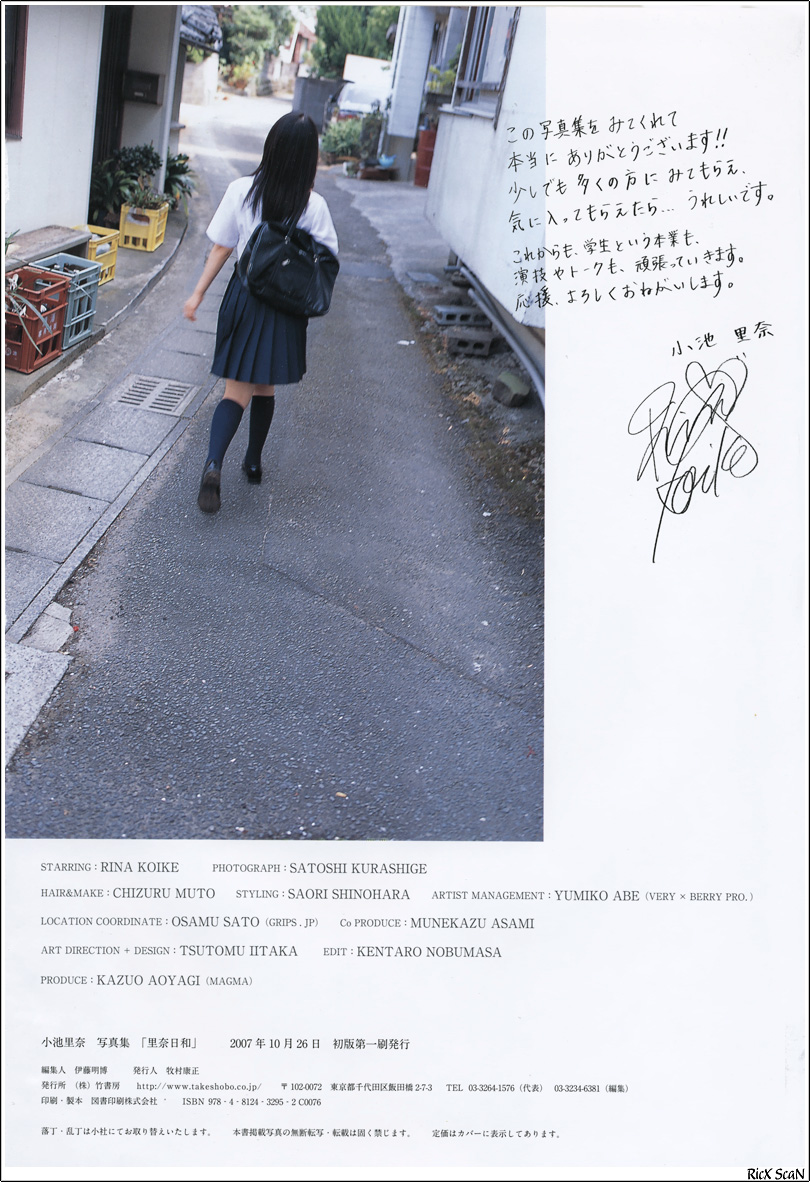 この写真集をみてくれて
本当にありがとうございます!!
少しでも多くの方にみてもらえ、
気に入ってもらえたら… うれしいです。
これからも、学生という本業も、
演技やトークも、頑張っていきます。
応援、よろしくおねがいします。
小池 里奈
Rina
Koike
STARRING : RINA KOIKE PHOTOGRAPH : SATOSHI KURASHIGE
HAIR&MAKE : CHIZURU MUTO STYLING : SAORI SHINOHARA ARTIST MANAGEMENT : YUMIKO ABE (VERY × BERRY PRO.)
LOCATION COORDINATE : OSAMU SATO (GRIPS . JP) Co PRODUCE : MUNEKAZU ASAMI
ART DIRECTION + DESIGN : TSUTOMU IITAKA EDIT : KENTARO NOBUMASA
PRODUCE : KAZUO AOYAGI (MAGMA)
小池里奈 写真集 「里奈日和」 2007 年 10 月 26 日 初版第一刷発行
編集人 伊藤明博 発行人 牧村康正
発行所 (株) 竹書房 http://www.takeshobo.co.jp/ 〒 102-0072 東京都千代田区飯田橋 2-7-3 TEL 03-3264-1576 (代表) 03-3234-6381 (編集)
印刷・製本 図書印刷株式会社 ISBN 978 - 4 - 8124 - 3295 - 2 C0076
落丁・乱丁は小社にてお取り替えいたします。 本書掲載写真の無断転写・転載は固く禁じます。 定価はカバーに表示してあります。
RicX ScaN